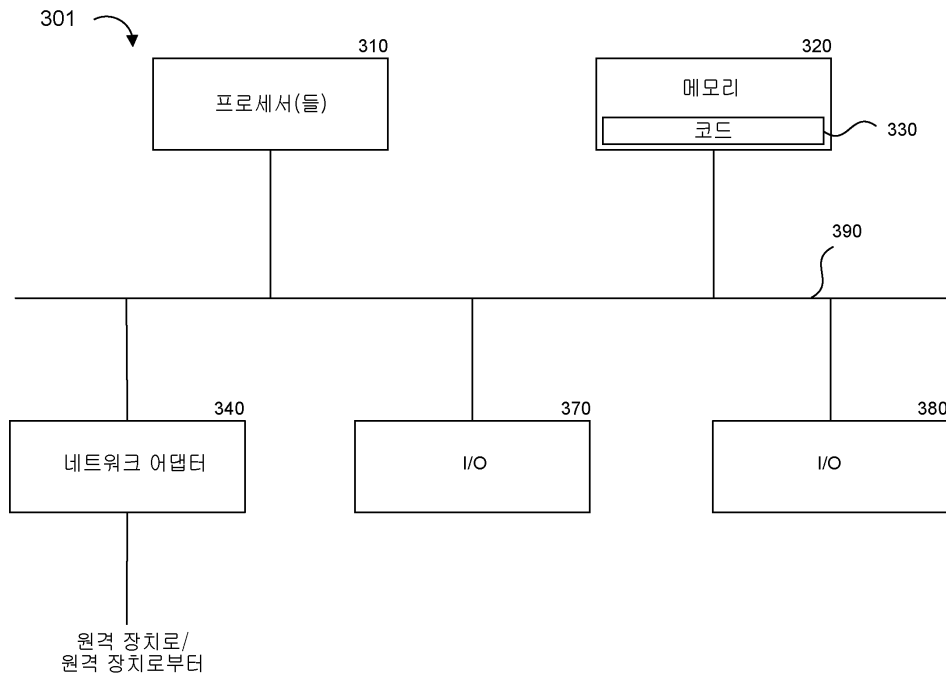 301
310
프로세서(들)
320
메모리
코드
330
390
340
네트워크 어댑터
370
I/O
380
I/O
원격 장치로/
원격 장치로부터